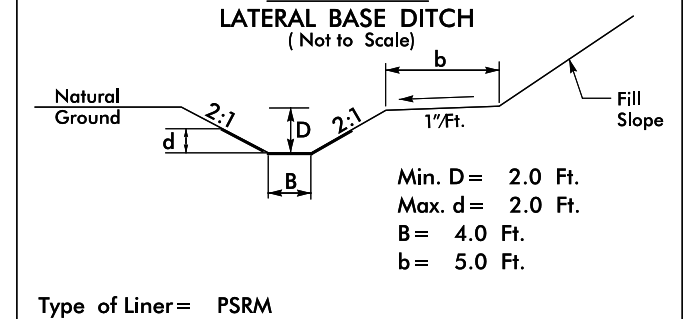 LATERAL BASE DITCH
( Not to Scale)
b
Natural
Ground
2:1
D
2:1
1"/Ft.
Fill
Slope
d
B
Min. D = 2.0 Ft.
Max. d = 2.0 Ft.
B = 4.0 Ft.
b = 5.0 Ft.
Type of Liner = PSRM